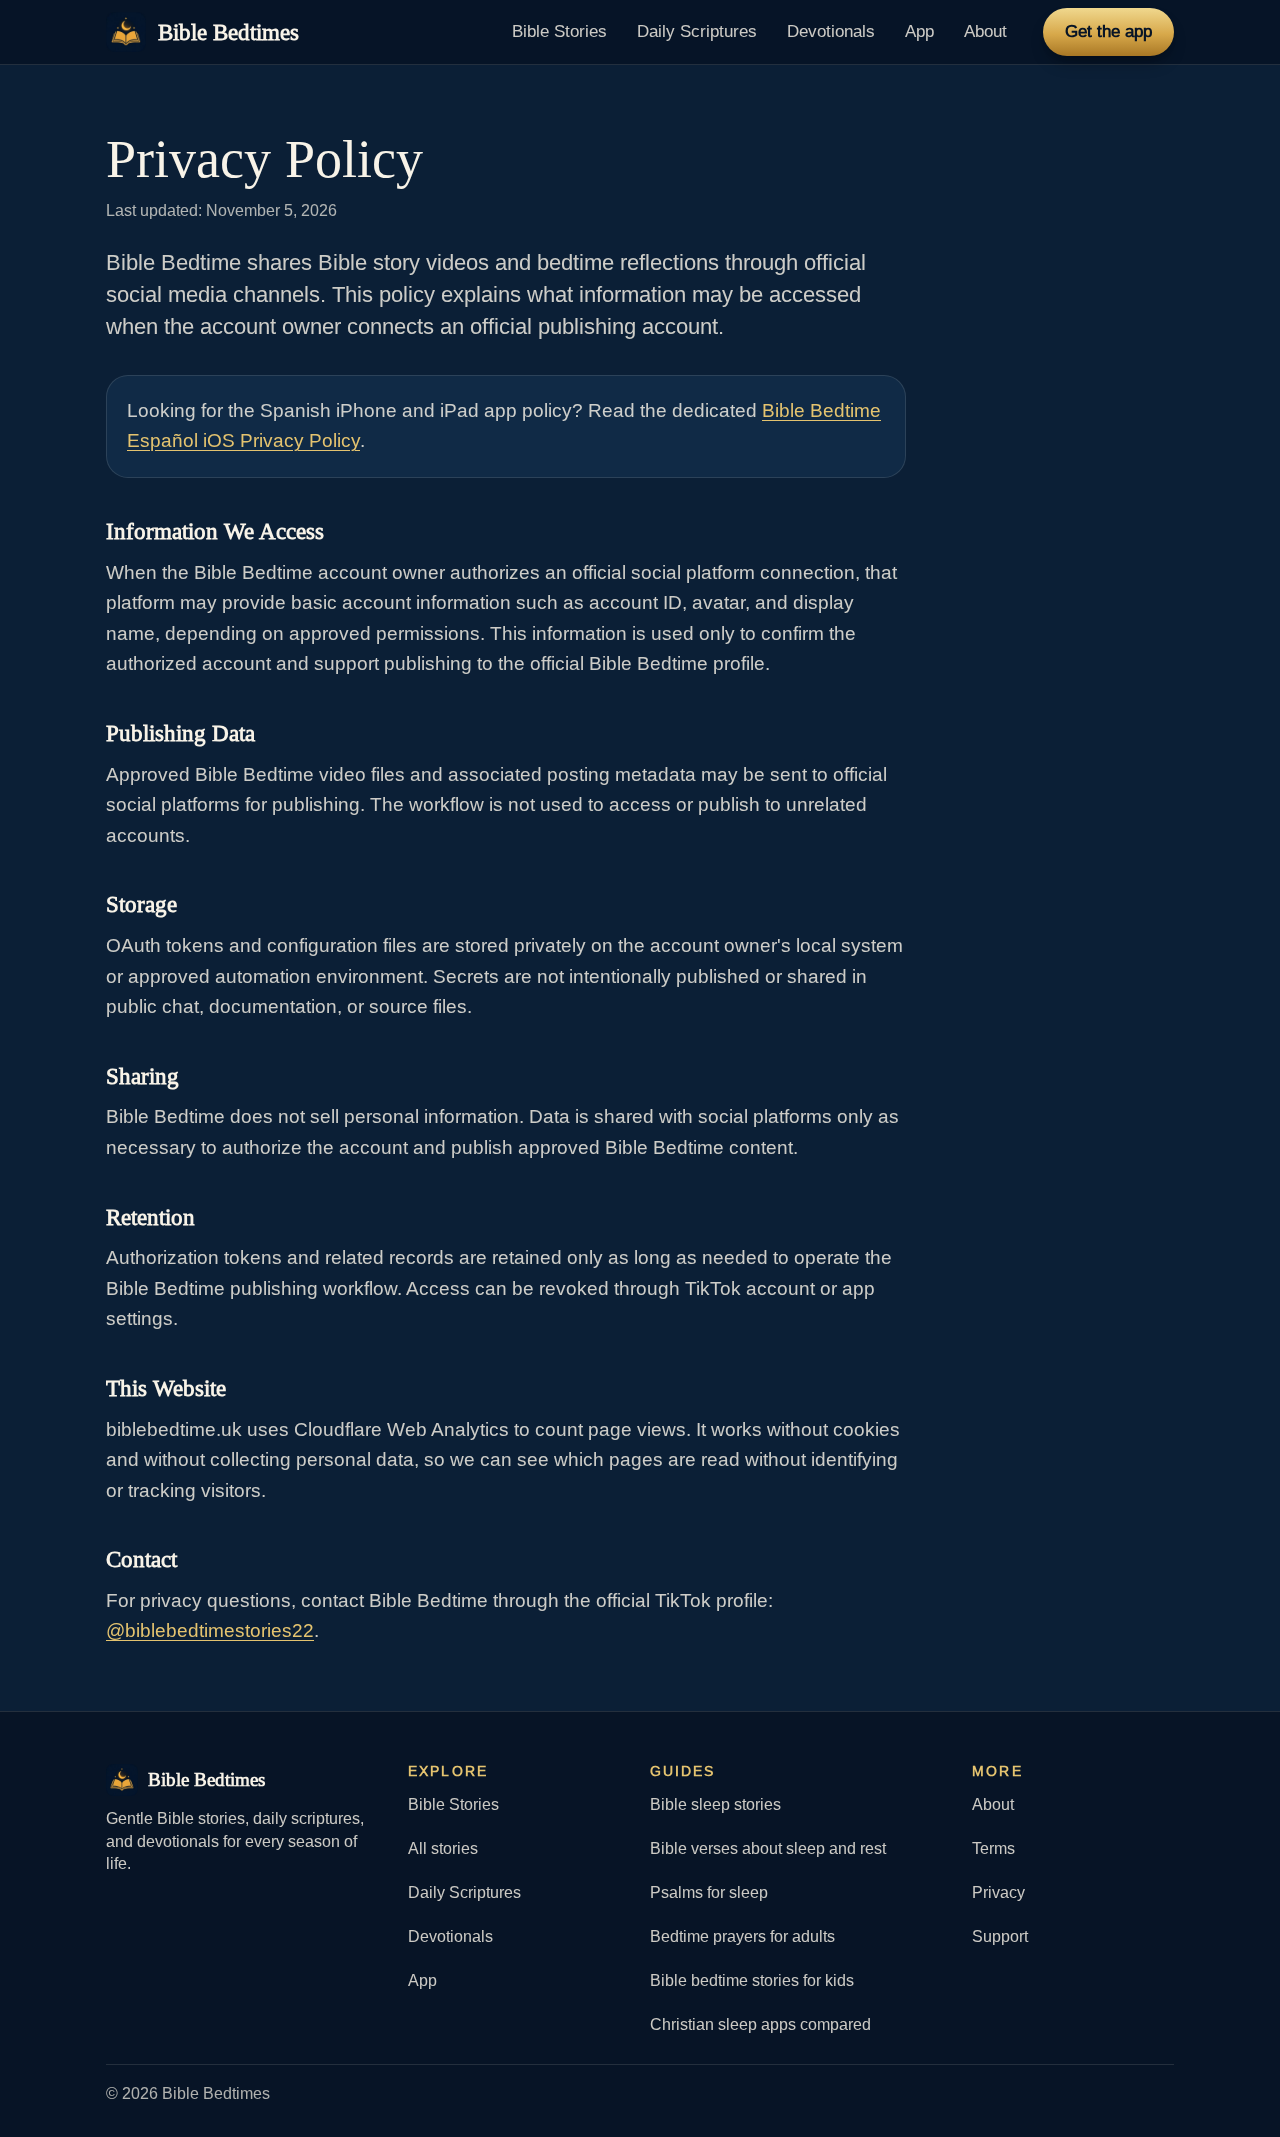 Bible Bedtimes
Bible Stories Daily Scriptures Devotionals App About Get the app
Privacy Policy
Last updated: November 5, 2026
Bible Bedtime shares Bible story videos and bedtime reflections through official
social media channels. This policy explains what information may be accessed
when the account owner connects an official publishing account.
Looking for the Spanish iPhone and iPad app policy? Read the dedicated Bible Bedtime
Español iOS Privacy Policy.
Information We Access
When the Bible Bedtime account owner authorizes an official social platform connection, that
platform may provide basic account information such as account ID, avatar, and display
name, depending on approved permissions. This information is used only to confirm the
authorized account and support publishing to the official Bible Bedtime profile.
Publishing Data
Approved Bible Bedtime video files and associated posting metadata may be sent to official
social platforms for publishing. The workflow is not used to access or publish to unrelated
accounts.
Storage
OAuth tokens and configuration files are stored privately on the account owner's local system
or approved automation environment. Secrets are not intentionally published or shared in
public chat, documentation, or source files.
Sharing
Bible Bedtime does not sell personal information. Data is shared with social platforms only as
necessary to authorize the account and publish approved Bible Bedtime content.
Retention
Authorization tokens and related records are retained only as long as needed to operate the
Bible Bedtime publishing workflow. Access can be revoked through TikTok account or app
settings.
This Website
biblebedtime.uk uses Cloudflare Web Analytics to count page views. It works without cookies
and without collecting personal data, so we can see which pages are read without identifying
or tracking visitors.
Contact
For privacy questions, contact Bible Bedtime through the official TikTok profile:
@biblebedtimestories22.
Bible Bedtimes
Gentle Bible stories, daily scriptures,
and devotionals for every season of
life.
EXPLORE
Bible Stories
All stories
Daily Scriptures
Devotionals
App
GUIDES
Bible sleep stories
Bible verses about sleep and rest
Psalms for sleep
Bedtime prayers for adults
Bible bedtime stories for kids
Christian sleep apps compared
MORE
About
Terms
Privacy
Support
© 2026 Bible Bedtimes